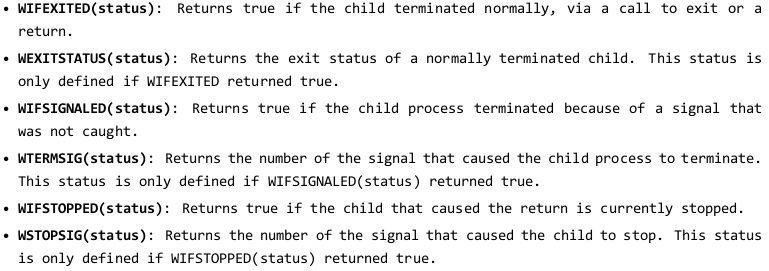 • WIFEXITED(status): Returns true if the child terminated normally, via a call to exit or a
return.
• WEXITSTATUS(status): Returns the exit status of a normally terminated child. This status is
only defined if WIFEXITED returned true.
• WIFSIGNALED(status): Returns true if the child process terminated because of a signal that
was not caught.
• WTERMSIG(status): Returns the number of the signal that caused the child process to terminate.
This status is only defined if WIFSIGNALED(status) returned true.
• WIFSTOPPED(status): Returns true if the child that caused the return is currently stopped.
• WSTOPSIG(status): Returns the number of the signal that caused the child to stop. This status
is only defined if WIFSTOPPED(status) returned true.